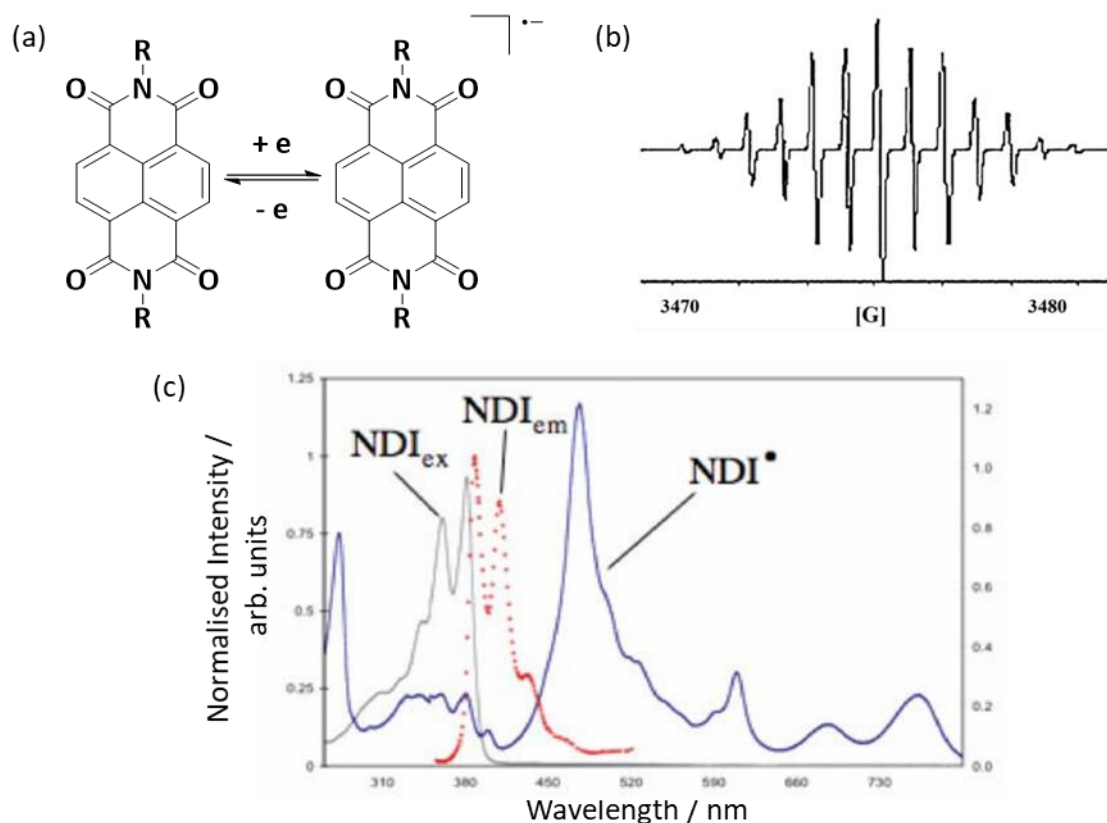 (a)
R
O N O
O N O
R
+ e
- e
•−
R
O N O
O N O
R
(b)
3470
[G]
3480
(c)
Normalised Intensity /
arb. units
1.25
1
0.75
0.5
0.25
0
NDIex
NDIem
NDI•
1.2
1.0
0.8
0.6
0.4
0.2
0.0
310 380 450 520 590 660 730
Wavelength / nm